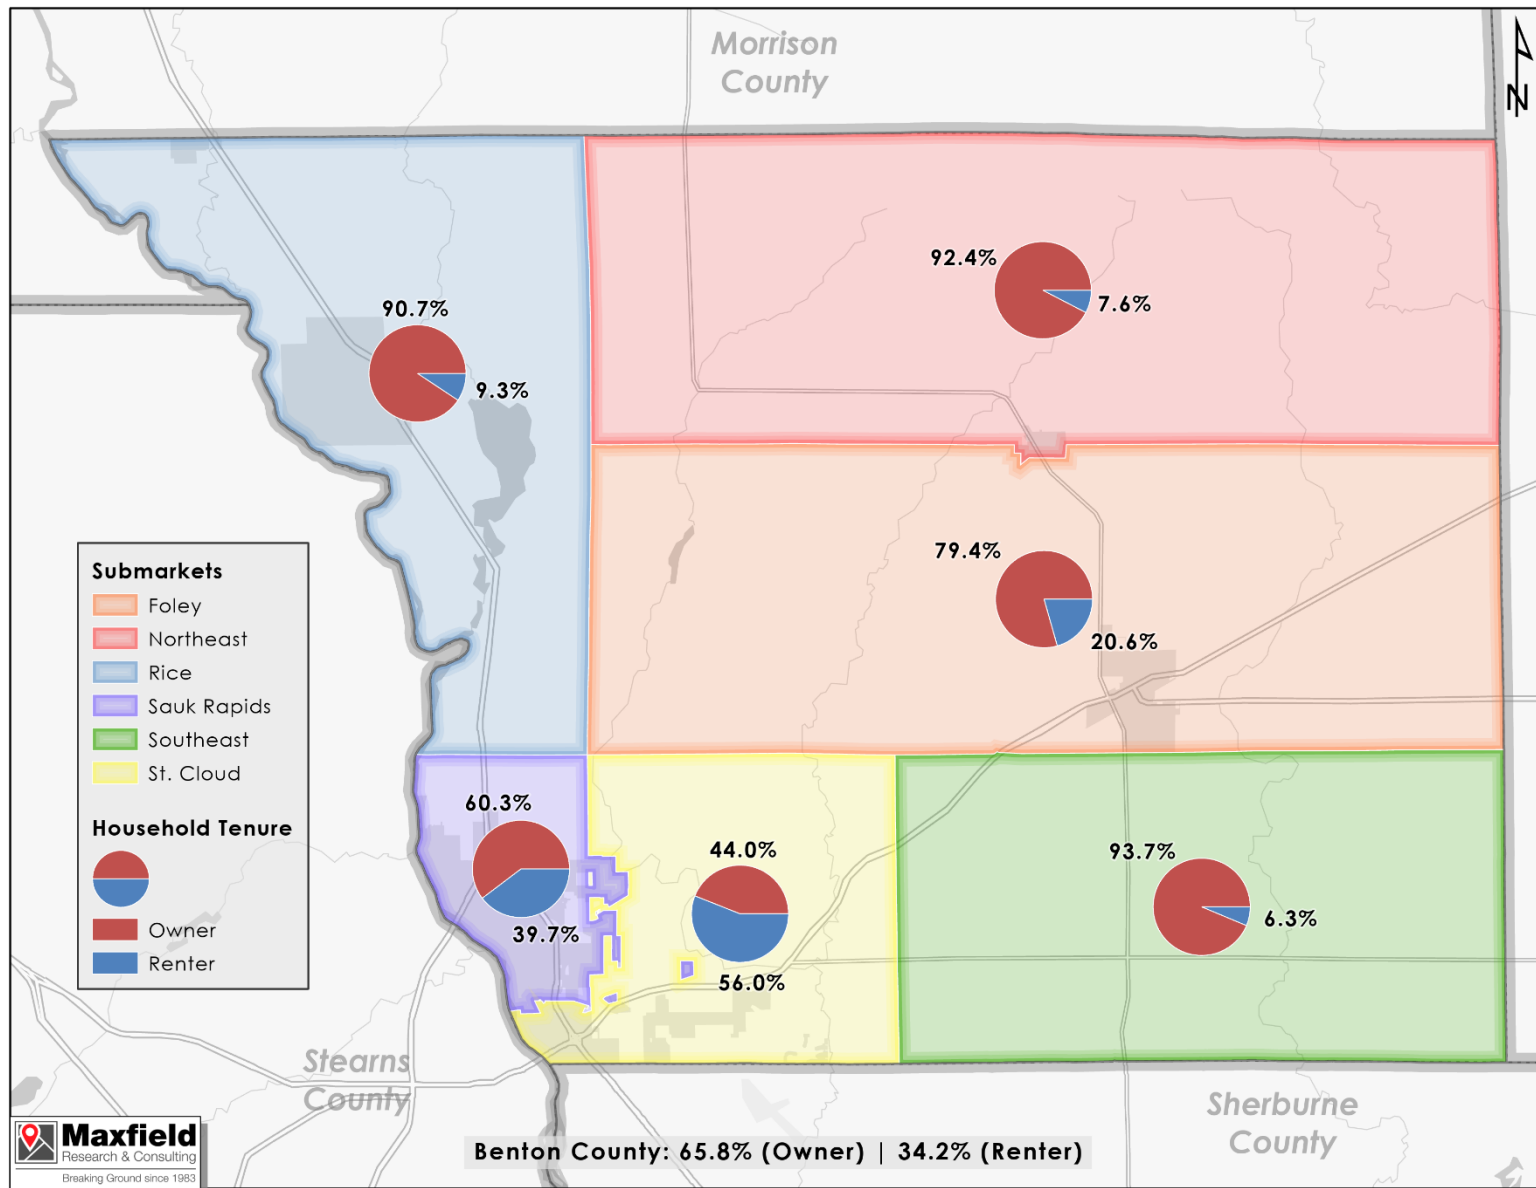 Morrison
County
N
92.4%
7.6%
90.7%
9.3%
79.4%
20.6%
Submarkets
Foley
Northeast
Rice
Sauk Rapids
Southeast
St. Cloud
Household Tenure
Owner
Renter
60.3%
39.7%
44.0%
56.0%
93.7%
6.3%
Stearns
County
Sherburne
County
Maxfield
Research & Consulting
Breaking Ground since 1983
Benton County: 65.8% (Owner) | 34.2% (Renter)